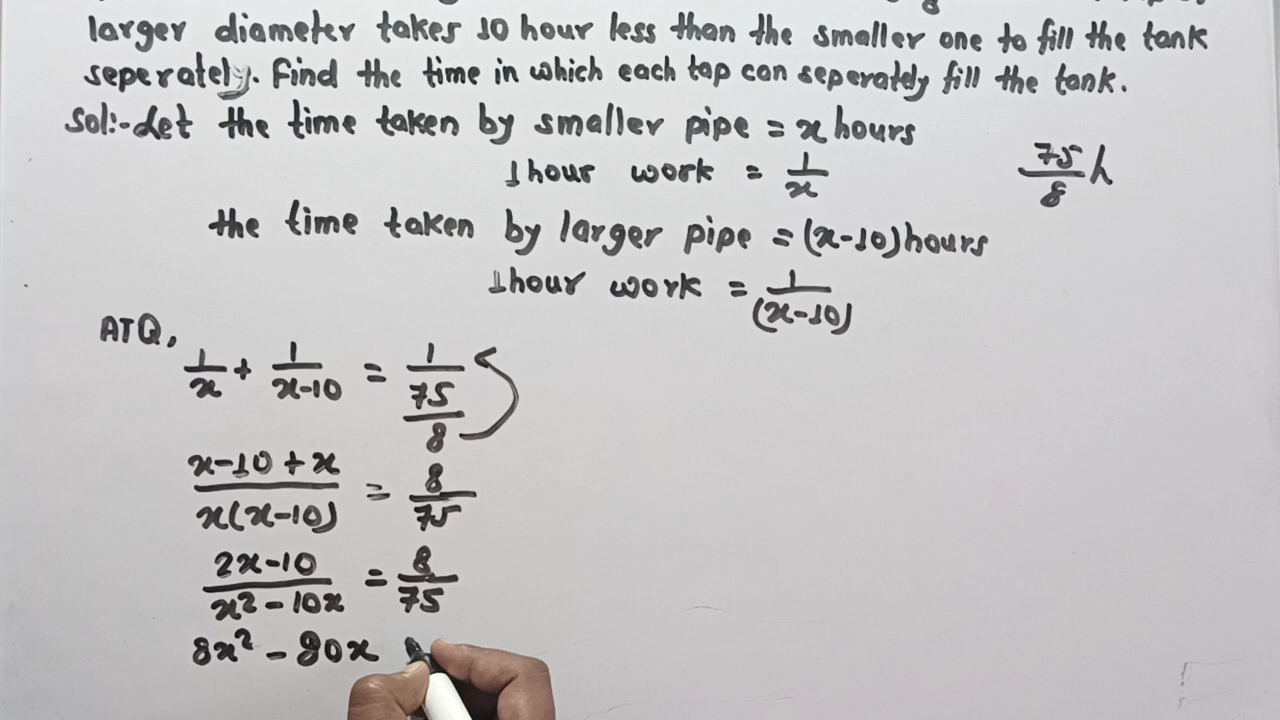 larger diameter takes 10 hour less than the smaller one to fill the tank
seperately. Find the time in which each tap can seperately fill the tank.
Sol:- Let the time taken by smaller pipe = x hours
1 hour work = 1/x
75/8 h
the time taken by larger pipe = (x-10) hours
1 hour work = 1/(x-10)
ATQ,
1/x + 1/(x-10) = 1/(75/8)
(x-10+x)/(x(x-10)) = 8/75
(2x-10)/(x² - 10x) = 8/75
8x² - 80x